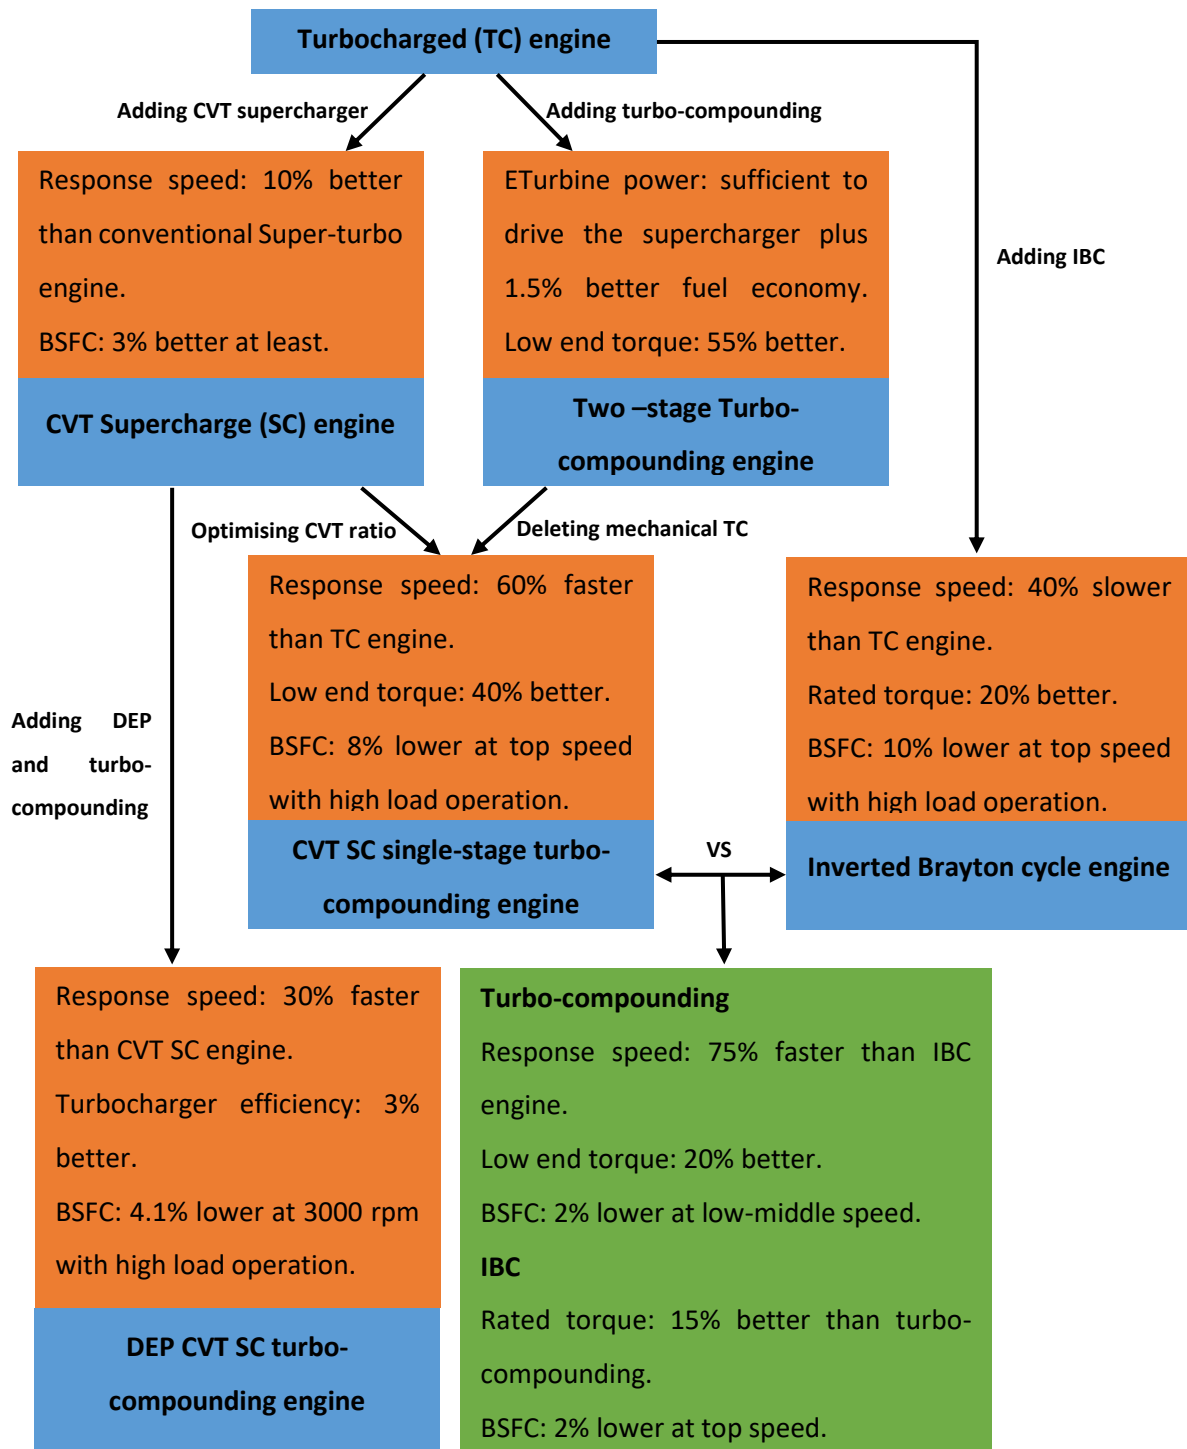 Turbocharged (TC) engine
Adding CVT supercharger
Adding turbo-compounding
Adding IBC
Response speed: 10% better
than conventional Super-turbo
engine.
BSFC: 3% better at least.
CVT Supercharge (SC) engine
ETurbine power: sufficient to
drive the supercharger plus
1.5% better fuel economy.
Low end torque: 55% better.
Two –stage Turbo-
compounding engine
Optimising CVT ratio
Deleting mechanical TC
Response speed: 60% faster
than TC engine.
Low end torque: 40% better.
BSFC: 8% lower at top speed
with high load operation.
CVT SC single-stage turbo-
compounding engine
Response speed: 40% slower
than TC engine.
Rated torque: 20% better.
BSFC: 10% lower at top speed
with high load operation.
Inverted Brayton cycle engine
VS
Adding DEP
and turbo-
compounding
Response speed: 30% faster
than CVT SC engine.
Turbocharger efficiency: 3%
better.
BSFC: 4.1% lower at 3000 rpm
with high load operation.
DEP CVT SC turbo-
compounding engine
Turbo-compounding
Response speed: 75% faster than IBC
engine.
Low end torque: 20% better.
BSFC: 2% lower at low-middle speed.
IBC
Rated torque: 15% better than turbo-
compounding.
BSFC: 2% lower at top speed.